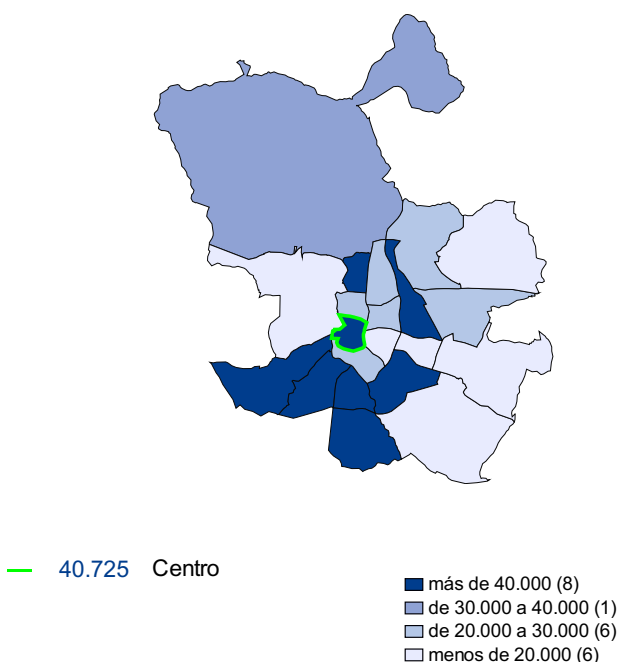 40.725 Centro
más de 40.000 (8)
de 30.000 a 40.000 (1)
de 20.000 a 30.000 (6)
menos de 20.000 (6)